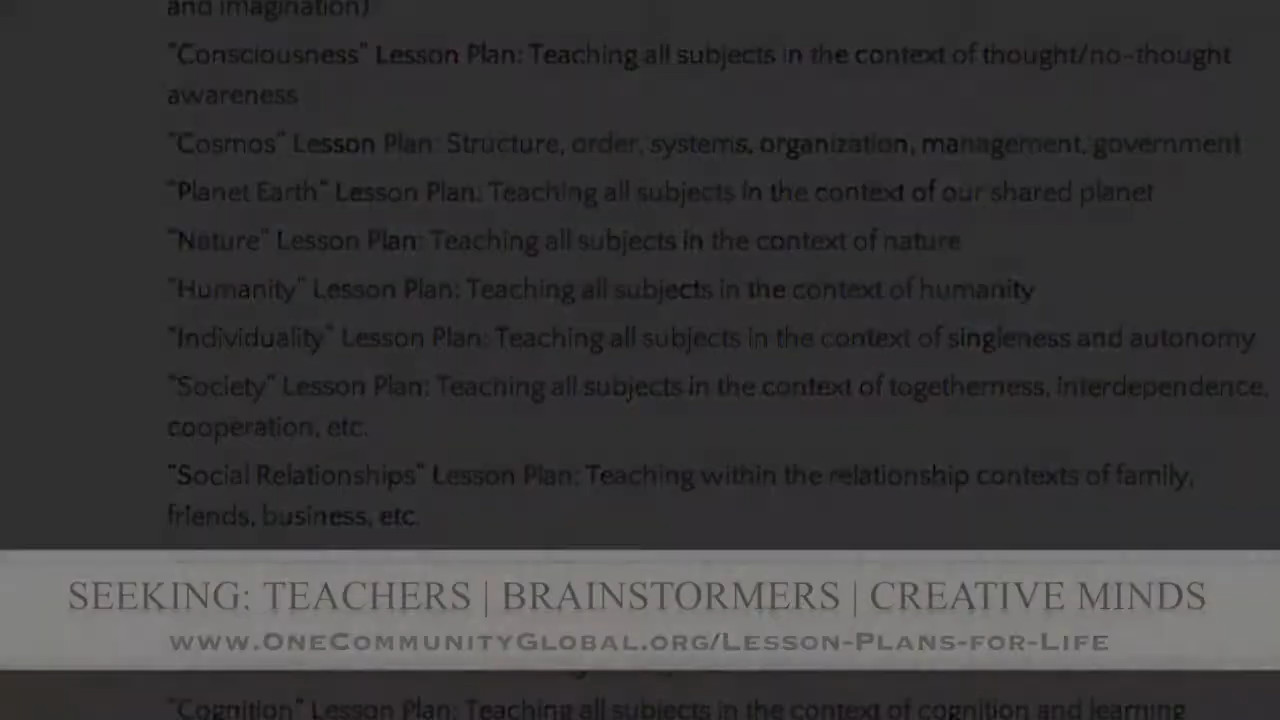 and imagination)
"Consciousness" Lesson Plan: Teaching all subjects in the context of thought/no-thought
awareness
"Cosmos" Lesson Plan: Structure, order, systems, organization, management, government
"Planet Earth" Lesson Plan: Teaching all subjects in the context of our shared planet
"Nature" Lesson Plan: Teaching all subjects in the context of nature
"Humanity" Lesson Plan: Teaching all subjects in the context of humanity
"Individuality" Lesson Plan: Teaching all subjects in the context of singleness and autonomy
"Society" Lesson Plan: Teaching all subjects in the context of togetherness, interdependence,
cooperation, etc.
"Social Relationships" Lesson Plan: Teaching within the relationship contexts of family,
friends, business, etc.
SEEKING: TEACHERS | BRAINSTORMERS | CREATIVE MINDS
WWW.ONECOMMUNITYGLOBAL.ORG/LESSON-PLANS-FOR-LIFE
"Cognition" Lesson Plan: Teaching all subjects in the context of cognition and learning